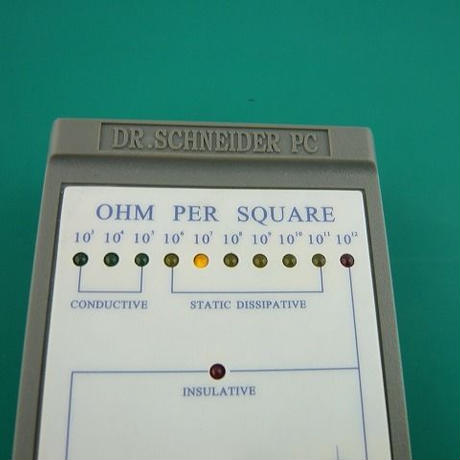 DR.SCHNEIDER PC
OHM PER SQUARE
10³ 10⁴ 10⁵ 10⁶ 10⁷ 10⁸ 10⁹ 10¹⁰ 10¹¹ 10¹²
CONDUCTIVE STATIC DISSIPATIVE
INSULATIVE